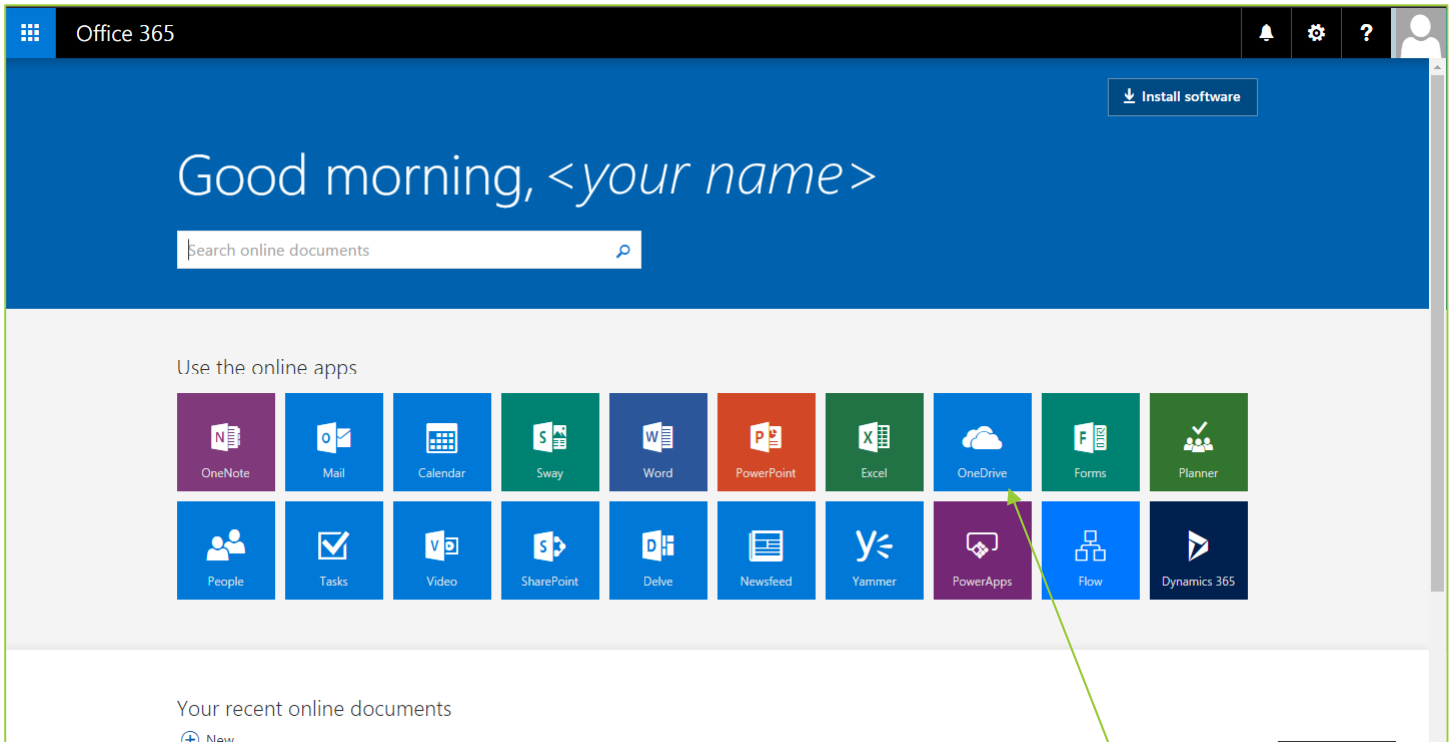 Office 365
?
Install software
Good morning, <your name>
Search online documents
Use the online apps
OneNote Mail Calendar Sway Word PowerPoint Excel OneDrive Forms Planner
People Tasks Video SharePoint Delve Newsfeed Yammer PowerApps Flow Dynamics 365
Your recent online documents
New